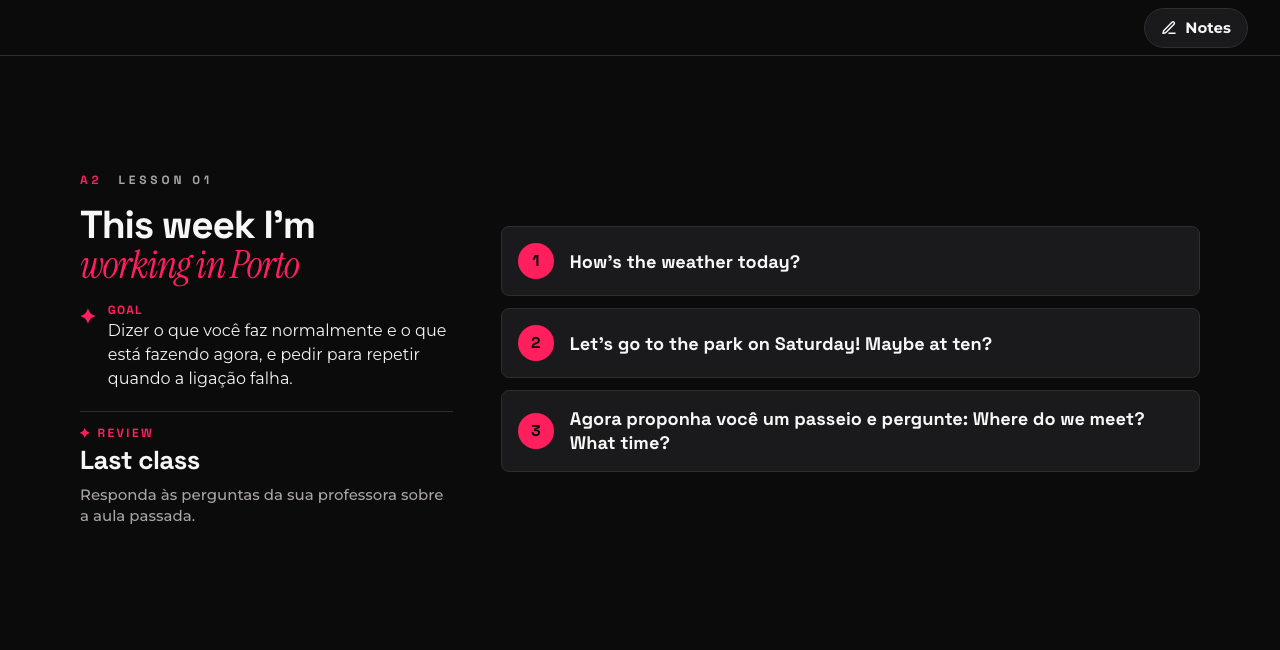 Notes
A2 LESSON 01
This week I'm
working in Porto
GOAL
Dizer o que você faz normalmente e o que
está fazendo agora, e pedir para repetir
quando a ligação falha.
REVIEW
Last class
Responda às perguntas da sua professora sobre
a aula passada.
1 How's the weather today?
2 Let's go to the park on Saturday! Maybe at ten?
3 Agora proponha você um passeio e pergunte: Where do we meet?
What time?